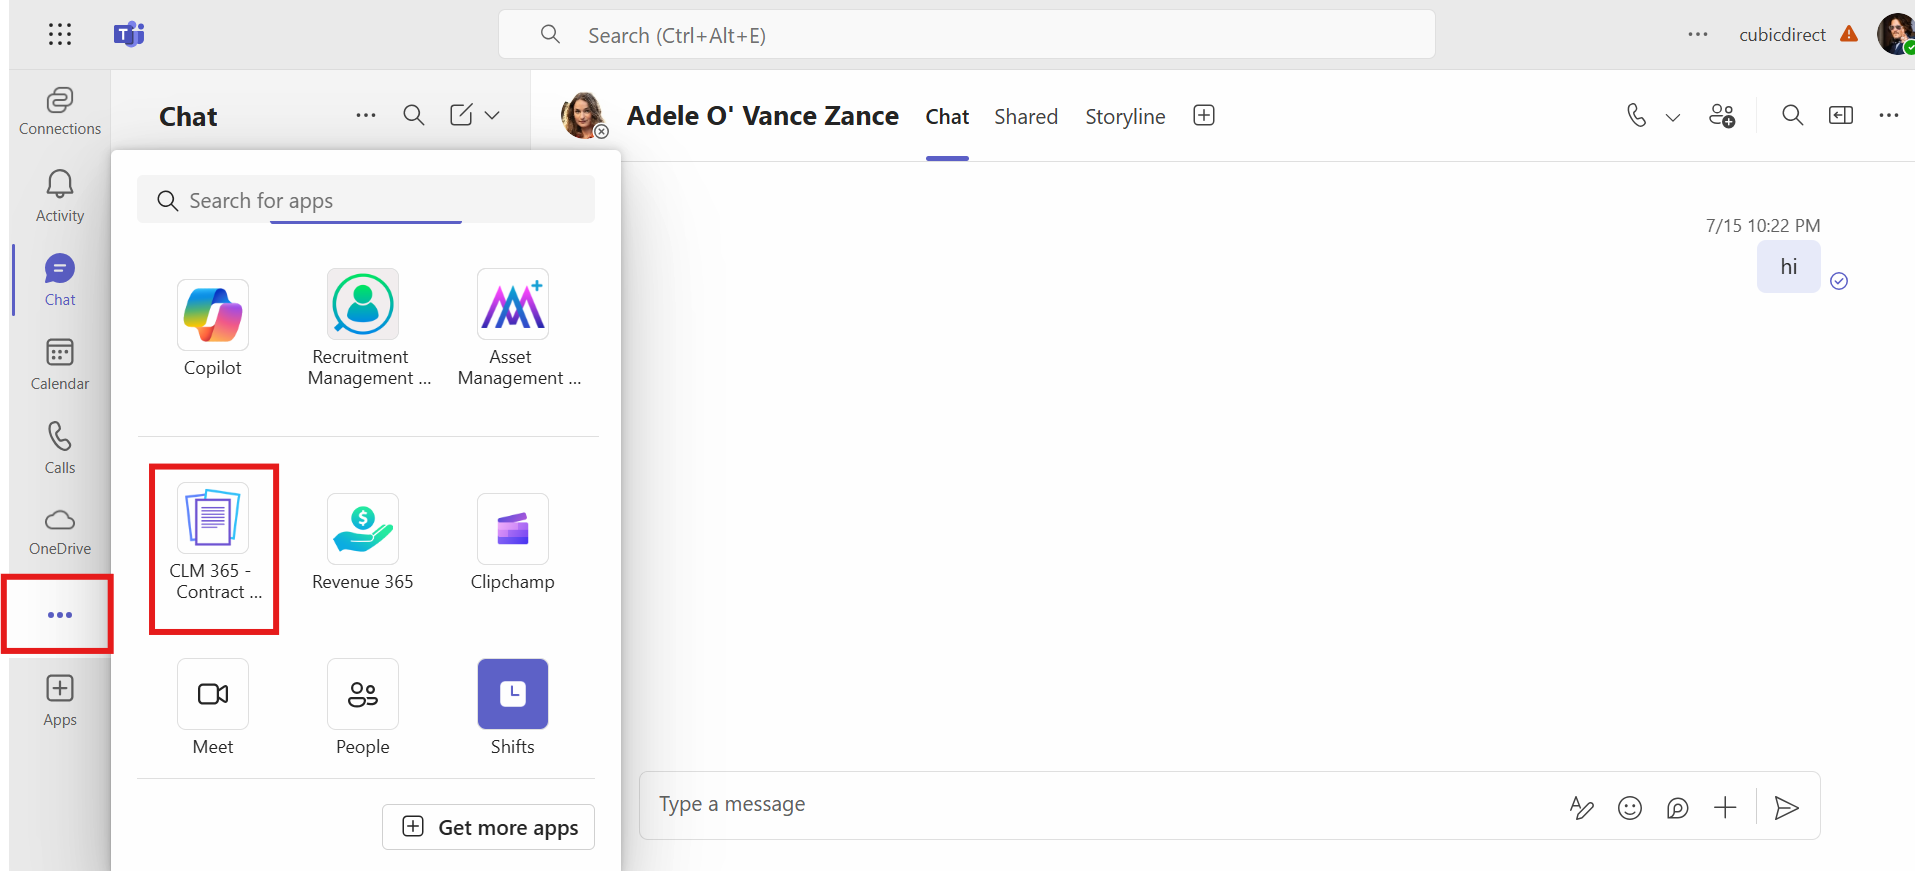 Search (Ctrl+Alt+E)
cubicdirect
Connections
Activity
Chat
Calendar
Calls
OneDrive
Apps
Chat
Search for apps
Copilot
Recruitment
Management ...
Asset
Management ...
CLM 365 -
Contract ...
Revenue 365
Clipchamp
Meet
People
Shifts
Get more apps
Adele O' Vance Zance
Chat
Shared
Storyline
7/15 10:22 PM
hi
Type a message